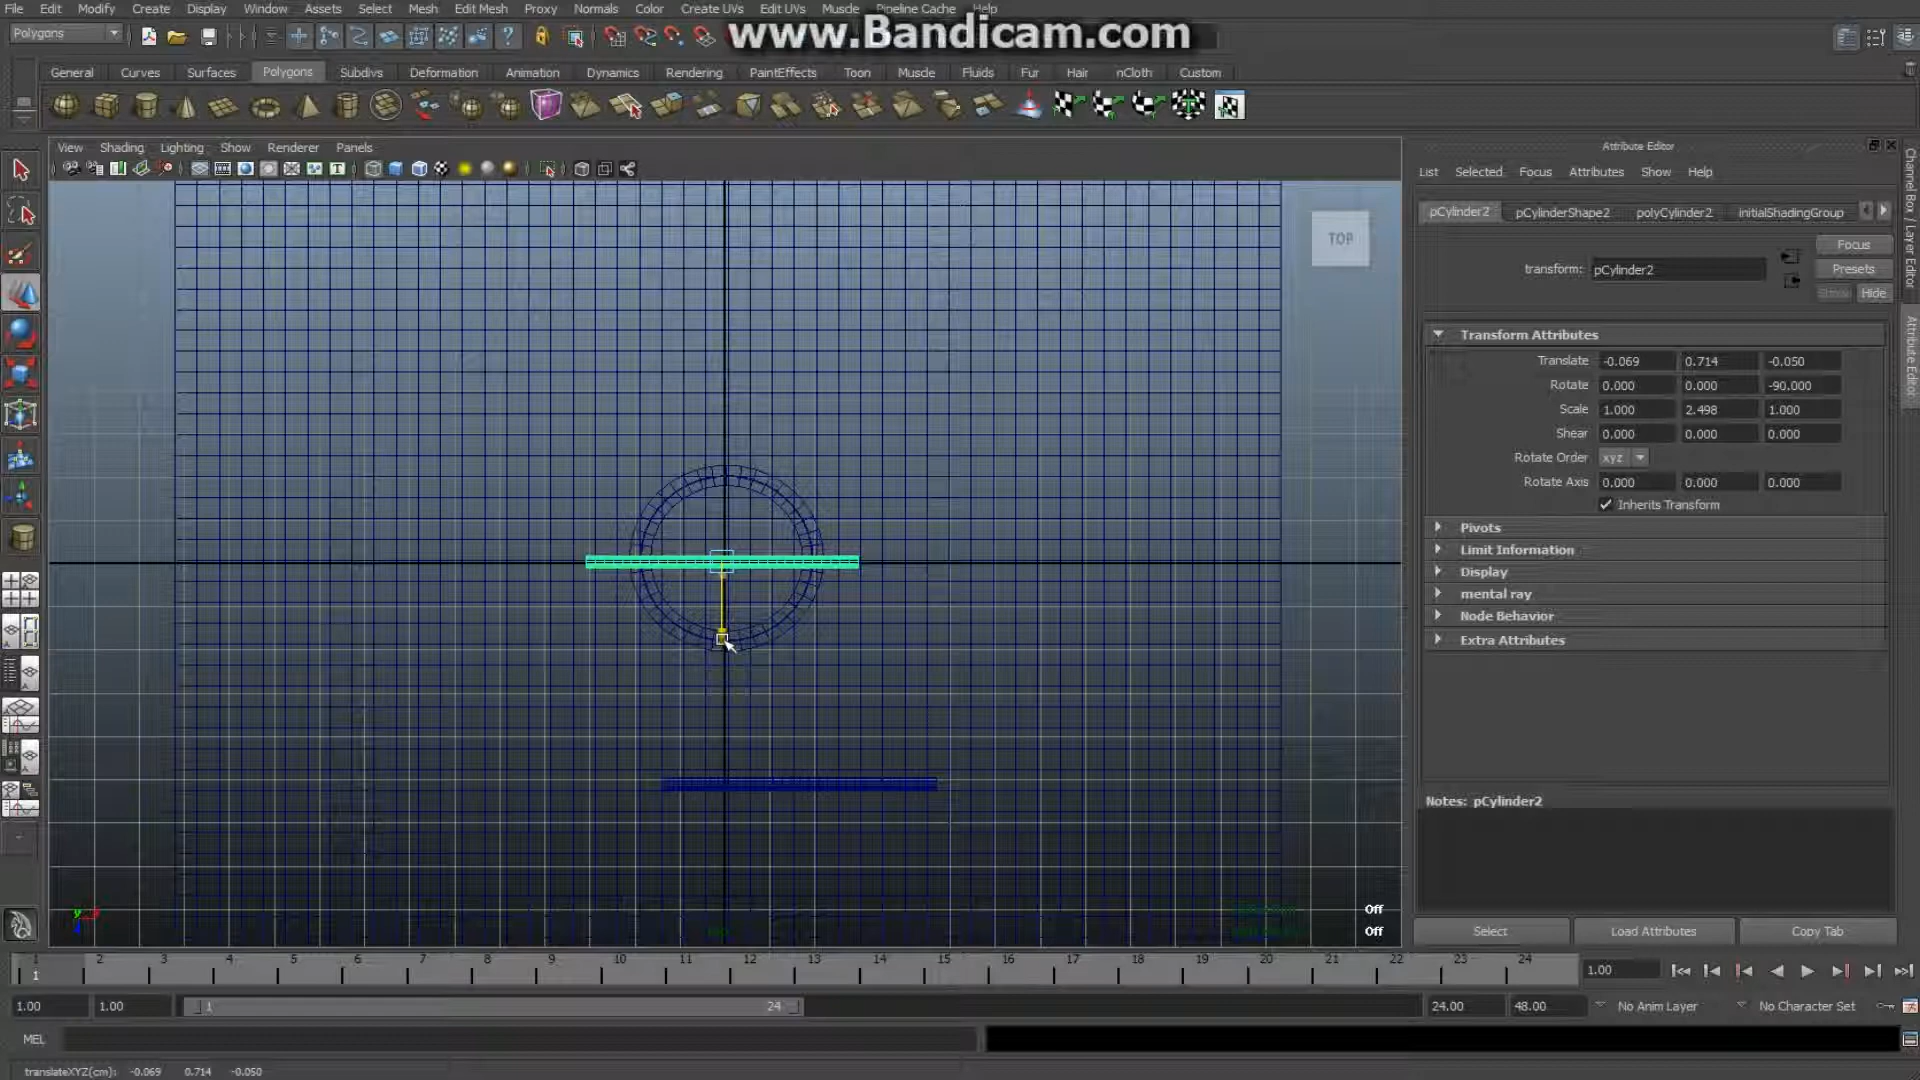 File Edit Modify Create Display Window Assets Select Mesh Edit Mesh Proxy Normals Color Create UVs Edit UVs Muscle Pipeline Cache Help
Polygons
www.Bandicam.com
General Curves Surfaces Polygons Subdivs Deformation Animation Dynamics Rendering PaintEffects Toon Muscle Fluids Fur Hair nCloth Custom
View Shading Lighting Show Renderer Panels
Attribute Editor
List Selected Focus Attributes Show Help
pCylinder2 pCylinderShape2 polyCylinder2 initialShadingGroup
TOP
Focus
transform: pCylinder2
Presets
Show Hide
Transform Attributes
Translate -0.069 0.714 -0.050
Rotate 0.000 0.000 -90.000
Scale 1.000 2.498 1.000
Shear 0.000 0.000 0.000
Rotate Order xyz
Rotate Axis 0.000 0.000 0.000
Inherits Transform
Pivots
Limit Information
Display
mental ray
Node Behavior
Extra Attributes
Notes: pCylinder2
Off
Off
Select Load Attributes Copy Tab
Channel Box / Layer Editor
Attribute Editor
1 2 3 4 5 6 7 8 9 10 11 12 13 14 15 16 17 18 19 20 21 22 23 24
1
1.00
1.00 1.00 1 24 24.00 48.00 No Anim Layer No Character Set
MEL
translateXYZ(cm): -0.069 0.714 -0.050